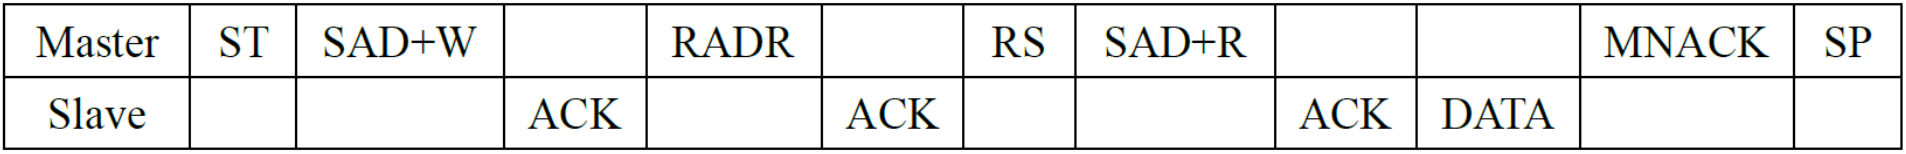 Master ST SAD+W RADR RS SAD+R MNACK SP
Slave ACK ACK ACK DATA